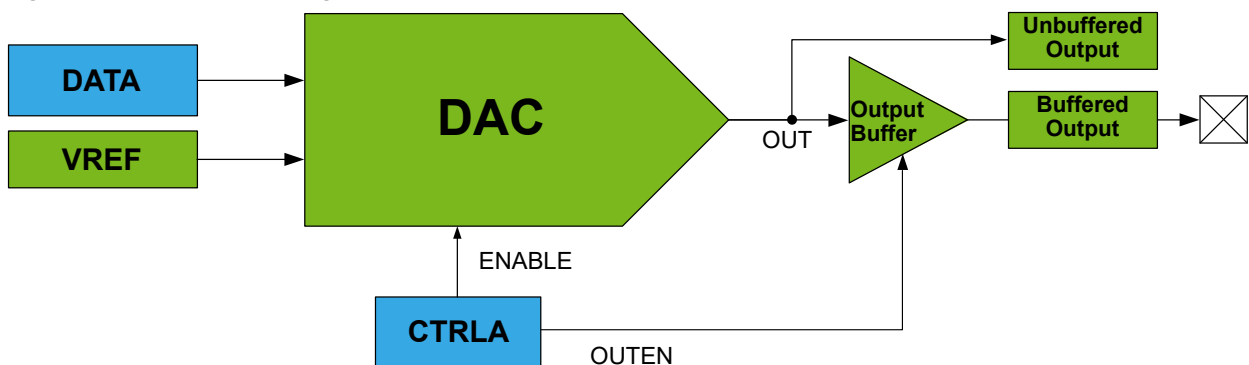 DATA
VREF
DAC
OUT
Output
Buffer
Unbuffered
Output
Buffered
Output
ENABLE
CTRLA
OUTEN